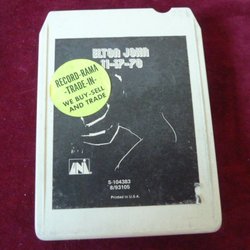 ELTON JOHN
11-17-70
RECORD-RAMA
-TRADE-IN-
WE BUY-SELL
AND TRADE
UNI
S-104383
8/93105
Printed in U.S.A.